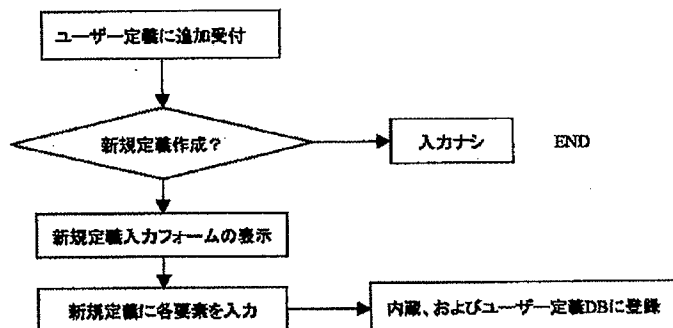 ユーザー定義に追加受付
新規定義作成？
入力ナシ END
新規定義入力フォームの表示
新規定義に各要素を入力
内蔵、およびユーザー定義DBに登録